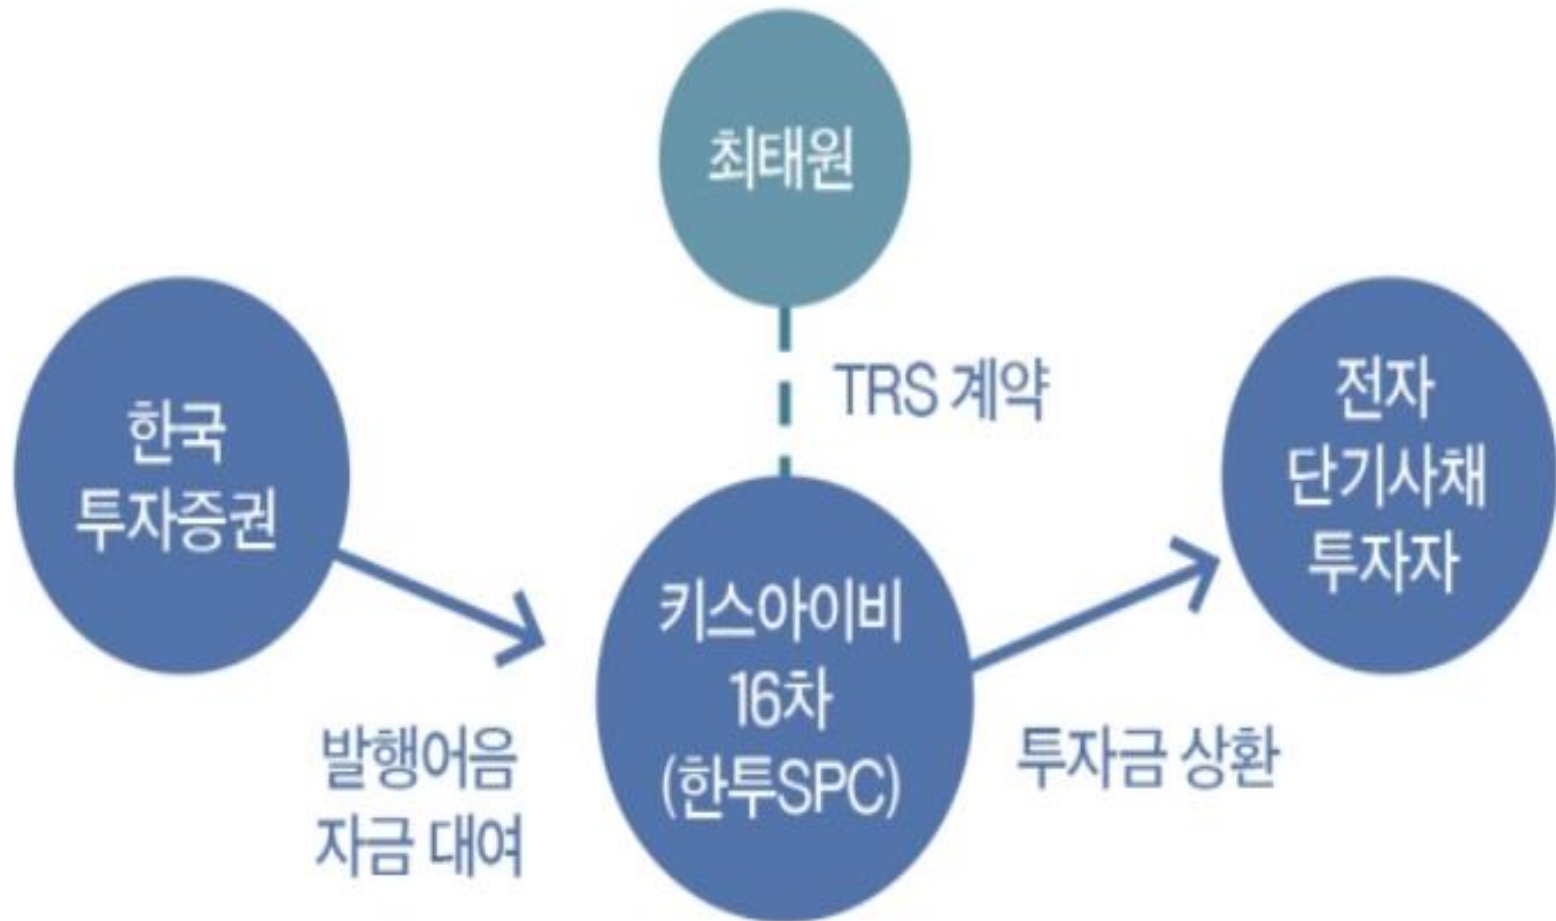 최태원
TRS 계약
한국
투자증권
발행어음
자금 대여
키스아이비
16차
(한투SPC)
투자금 상환
전자
단기사채
투자자